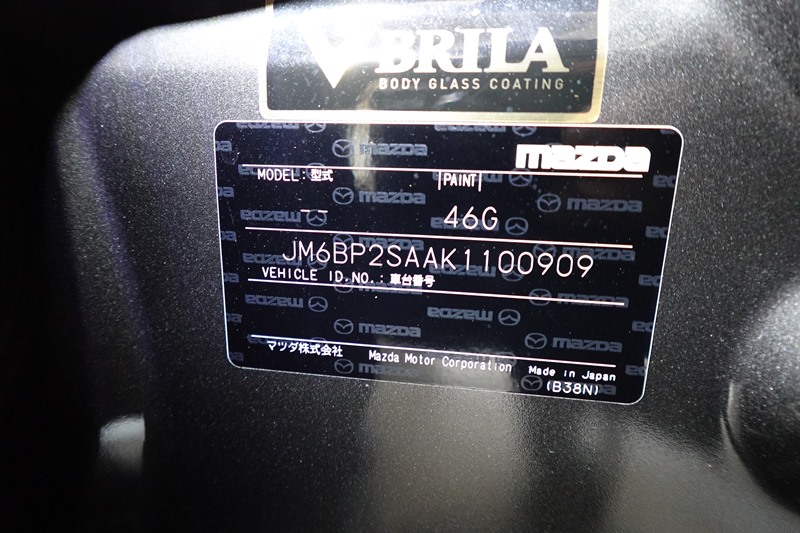 BRILA
BODY GLASS COATING
mazda
MODEL:型式 PAINT
-- 46G
JM6BP2SAAK1100909
VEHICLE ID.NO.:車台番号
マツダ株式会社 Mazda Motor Corporation Made in Japan
(B38N)